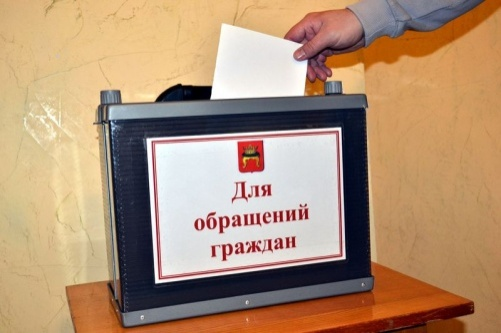 Для
обращений
граждан